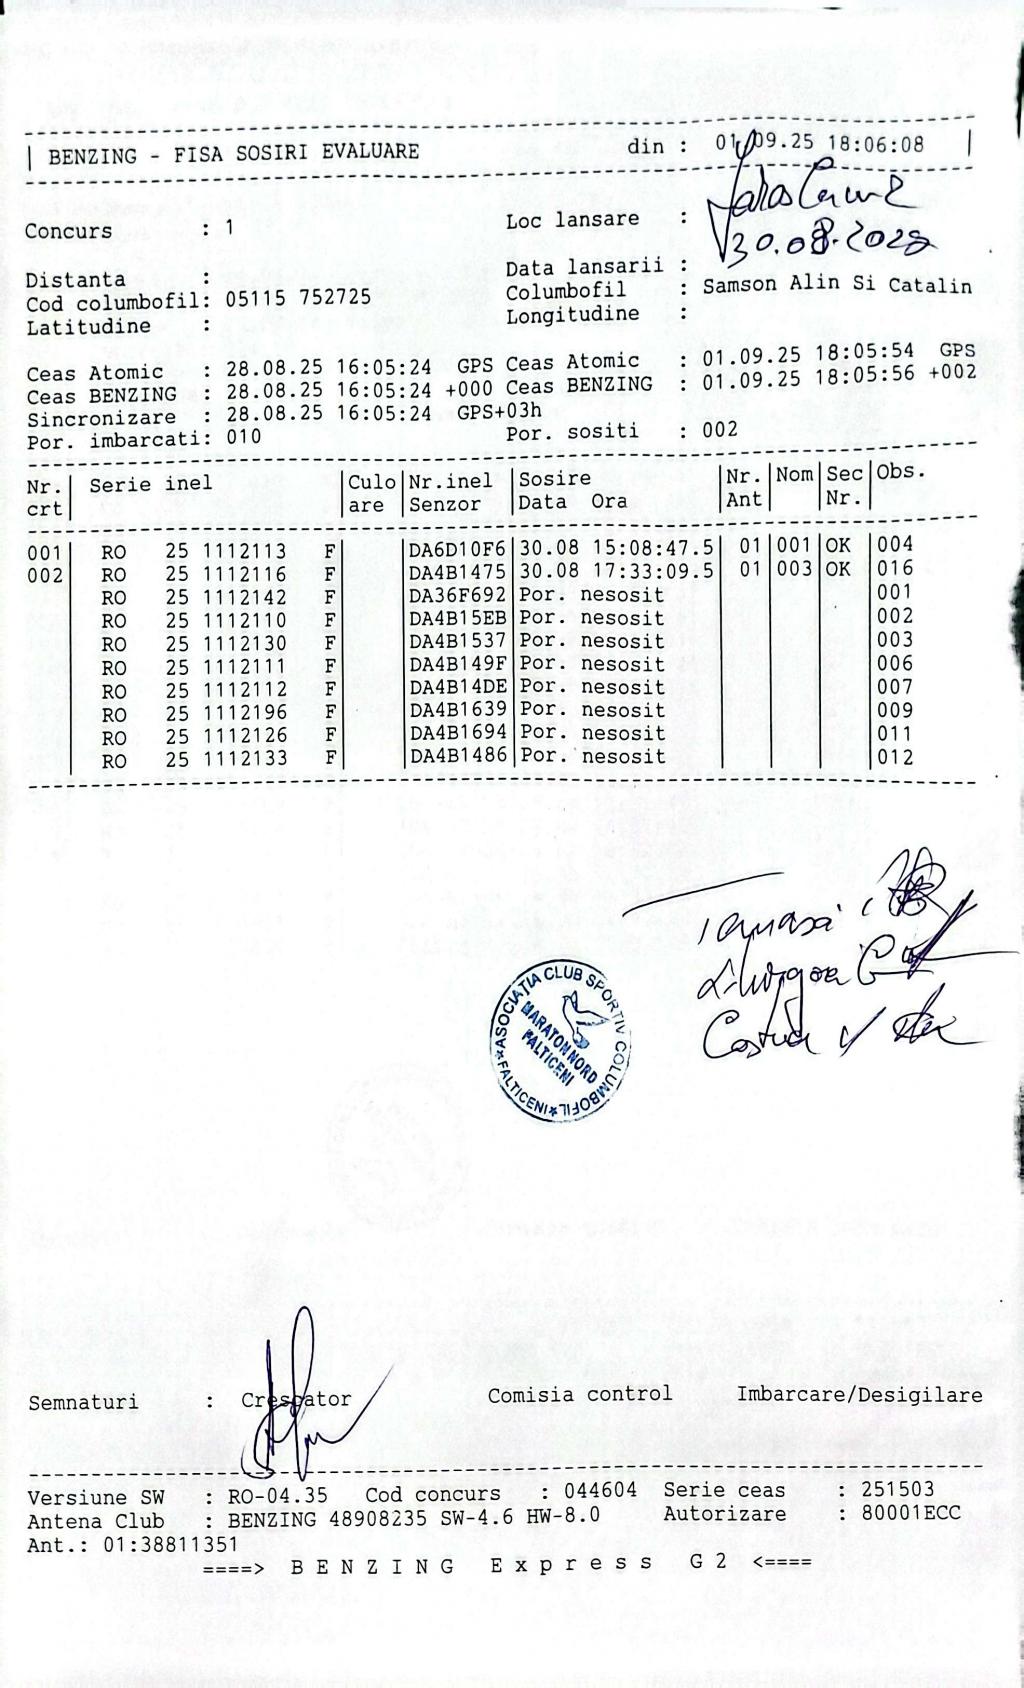 BENZING - FISA SOSIRI EVALUARE din : 01.09.25 18:06:08
Concurs : 1 Loc lansare :
30.08.2025
Distanta : Data lansarii :
Cod columbofil: 05115 752725 Columbofil : Samson Alin Si Catalin
Latitudine : Longitudine :
Ceas Atomic : 28.08.25 16:05:24 GPS Ceas Atomic : 01.09.25 18:05:54 GPS
Ceas BENZING : 28.08.25 16:05:24 +000 Ceas BENZING : 01.09.25 18:05:56 +002
Sincronizare : 28.08.25 16:05:24 GPS+03h
Por. imbarcati: 010 Por. sositi : 002
Nr. | Serie inel |Culo |Nr.inel |Sosire |Nr. |Nom |Sec |Obs.
crt | |are |Senzor |Data Ora |Ant | |Nr. |
001 | RO 25 1112113 F| |DA6D10F6|30.08 15:08:47.5| 01 |001 |OK |004
002 | RO 25 1112116 F| |DA4B1475|30.08 17:33:09.5| 01 |003 |OK |016
| RO 25 1112142 F| |DA36F692|Por. nesosit | | | |001
| RO 25 1112110 F| |DA4B15EB|Por. nesosit | | | |002
| RO 25 1112130 F| |DA4B1537|Por. nesosit | | | |003
| RO 25 1112111 F| |DA4B149F|Por. nesosit | | | |006
| RO 25 1112112 F| |DA4B14DE|Por. nesosit | | | |007
| RO 25 1112196 F| |DA4B1639|Por. nesosit | | | |009
| RO 25 1112126 F| |DA4B1694|Por. nesosit | | | |011
| RO 25 1112133 F| |DA4B1486|Por. nesosit | | | |012
ASOCIAŢIA CLUB SPORTIV COLUMBOFIL
MARATON NORD
FALTICENI
*FALTICENI*
Semnaturi : Crescator Comisia control Imbarcare/Desigilare
Versiune SW : RO-04.35 Cod concurs : 044604 Serie ceas : 251503
Antena Club : BENZING 48908235 SW-4.6 HW-8.0 Autorizare : 80001ECC
Ant.: 01:38811351
====> B E N Z I N G E x p r e s s G 2 <====